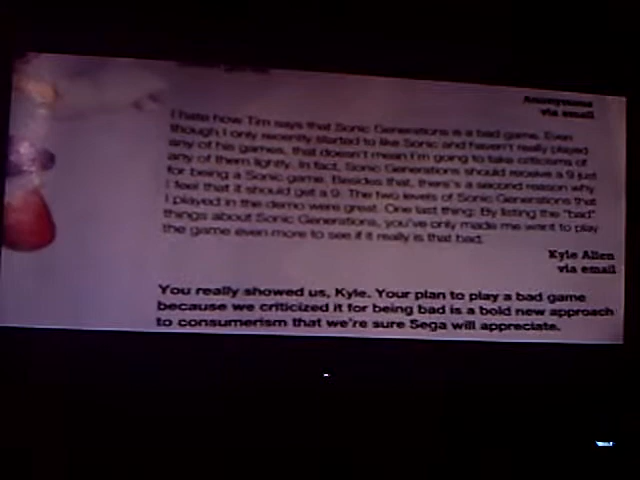 Anonymous
via email
I hate how Tim says that Sonic Generations is a bad game. Even
though I only recently started to like Sonic and haven't really played
any of his games, that doesn't mean I'm going to take criticisms of
any of them lightly. In fact, Sonic Generations should receive a 9 just
for being a Sonic game. Besides that, there's a second reason why
I feel that it should get a 9. The two levels of Sonic Generations that
I played in the demo were great. One last thing: By listing the "bad"
things about Sonic Generations, you've only made me want to play
the game even more to see if it really is that bad.
Kyle Allen
via email
You really showed us, Kyle. Your plan to play a bad game
because we criticized it for being bad is a bold new approach
to consumerism that we're sure Sega will appreciate.